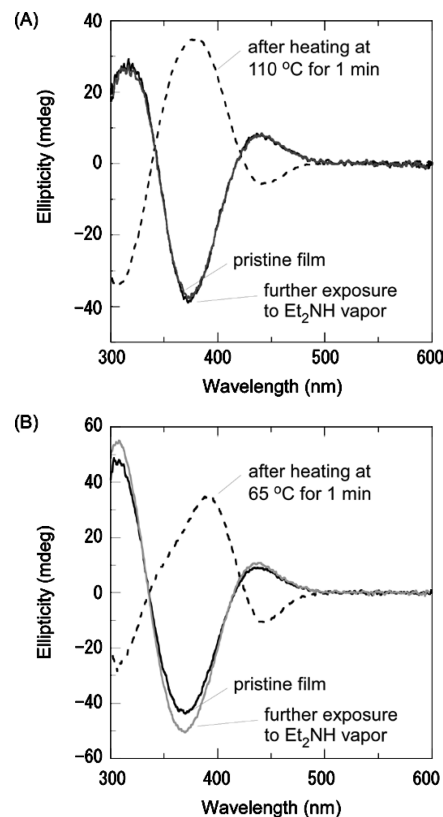 (A)
40
20
0
-20
-40
Ellipticity (mdeg)
after heating at
110 °C for 1 min
pristine film
further exposure
to Et₂NH vapor
300 400 500 600
Wavelength (nm)
(B)
60
40
20
0
-20
-40
-60
Ellipticity (mdeg)
after heating at
65 °C for 1 min
pristine film
further exposure
to Et₂NH vapor
300 400 500 600
Wavelength (nm)